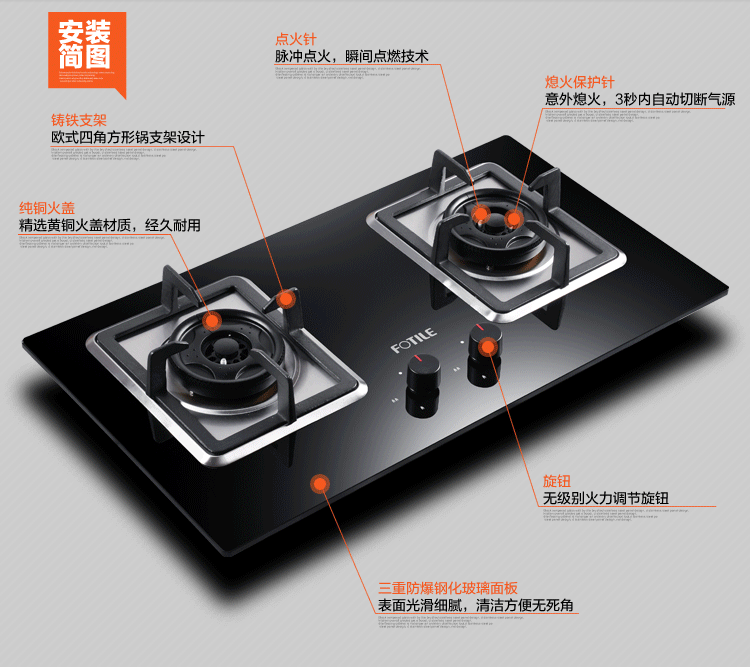 安装
简图
点火针
脉冲点火，瞬间点燃技术
熄火保护针
意外熄火，3秒内自动切断气源
铸铁支架
欧式四角方形锅支架设计
纯铜火盖
精选黄铜火盖材质，经久耐用
FOTILE
旋钮
无级别火力调节旋钮
三重防爆钢化玻璃面板
表面光滑细腻，清洁方便无死角